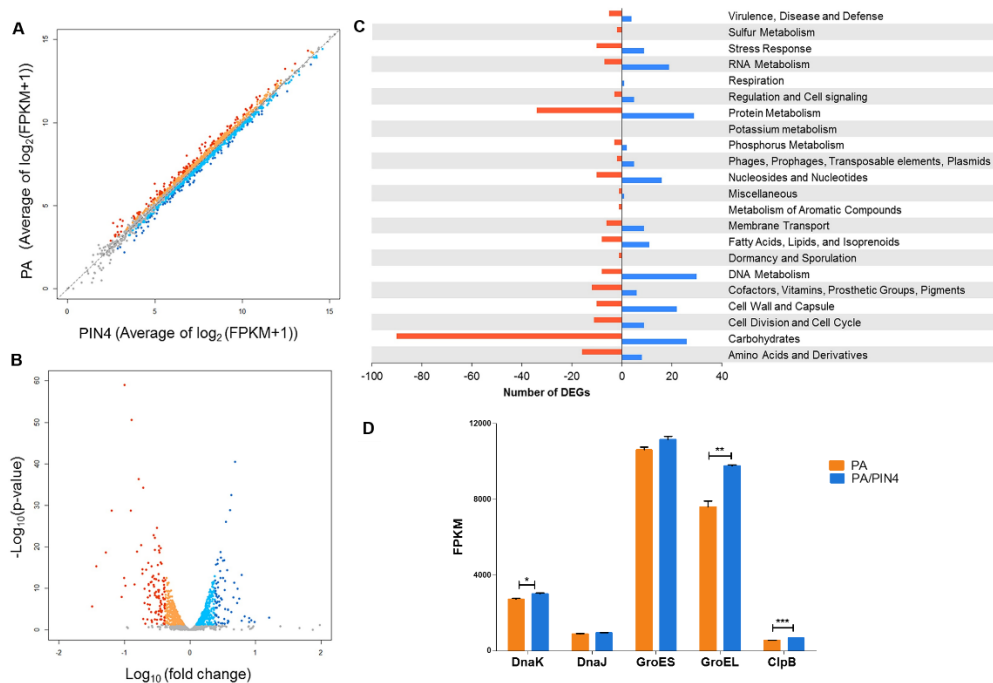 A
15
10
5
0
PA (Average of log2(FPKM+1))
0 5 10 15
PIN4 (Average of log2(FPKM+1))
B
60
50
40
30
20
10
0
-Log10(p-value)
-2 -1 0 1 2
Log10 (fold change)
C
Virulence, Disease and Defense
Sulfur Metabolism
Stress Response
RNA Metabolism
Respiration
Regulation and Cell signaling
Protein Metabolism
Potassium metabolism
Phosphorus Metabolism
Phages, Prophages, Transposable elements, Plasmids
Nucleosides and Nucleotides
Miscellaneous
Metabolism of Aromatic Compounds
Membrane Transport
Fatty Acids, Lipids, and Isoprenoids
Dormancy and Sporulation
DNA Metabolism
Cofactors, Vitamins, Prosthetic Groups, Pigments
Cell Wall and Capsule
Cell Division and Cell Cycle
Carbohydrates
Amino Acids and Derivatives
-100 -80 -60 -40 -20 0 20 40
Number of DEGs
D
12000
9000
6000
3000
0
FPKM
*
**
***
DnaK DnaJ GroES GroEL ClpB
PA
PA/PIN4